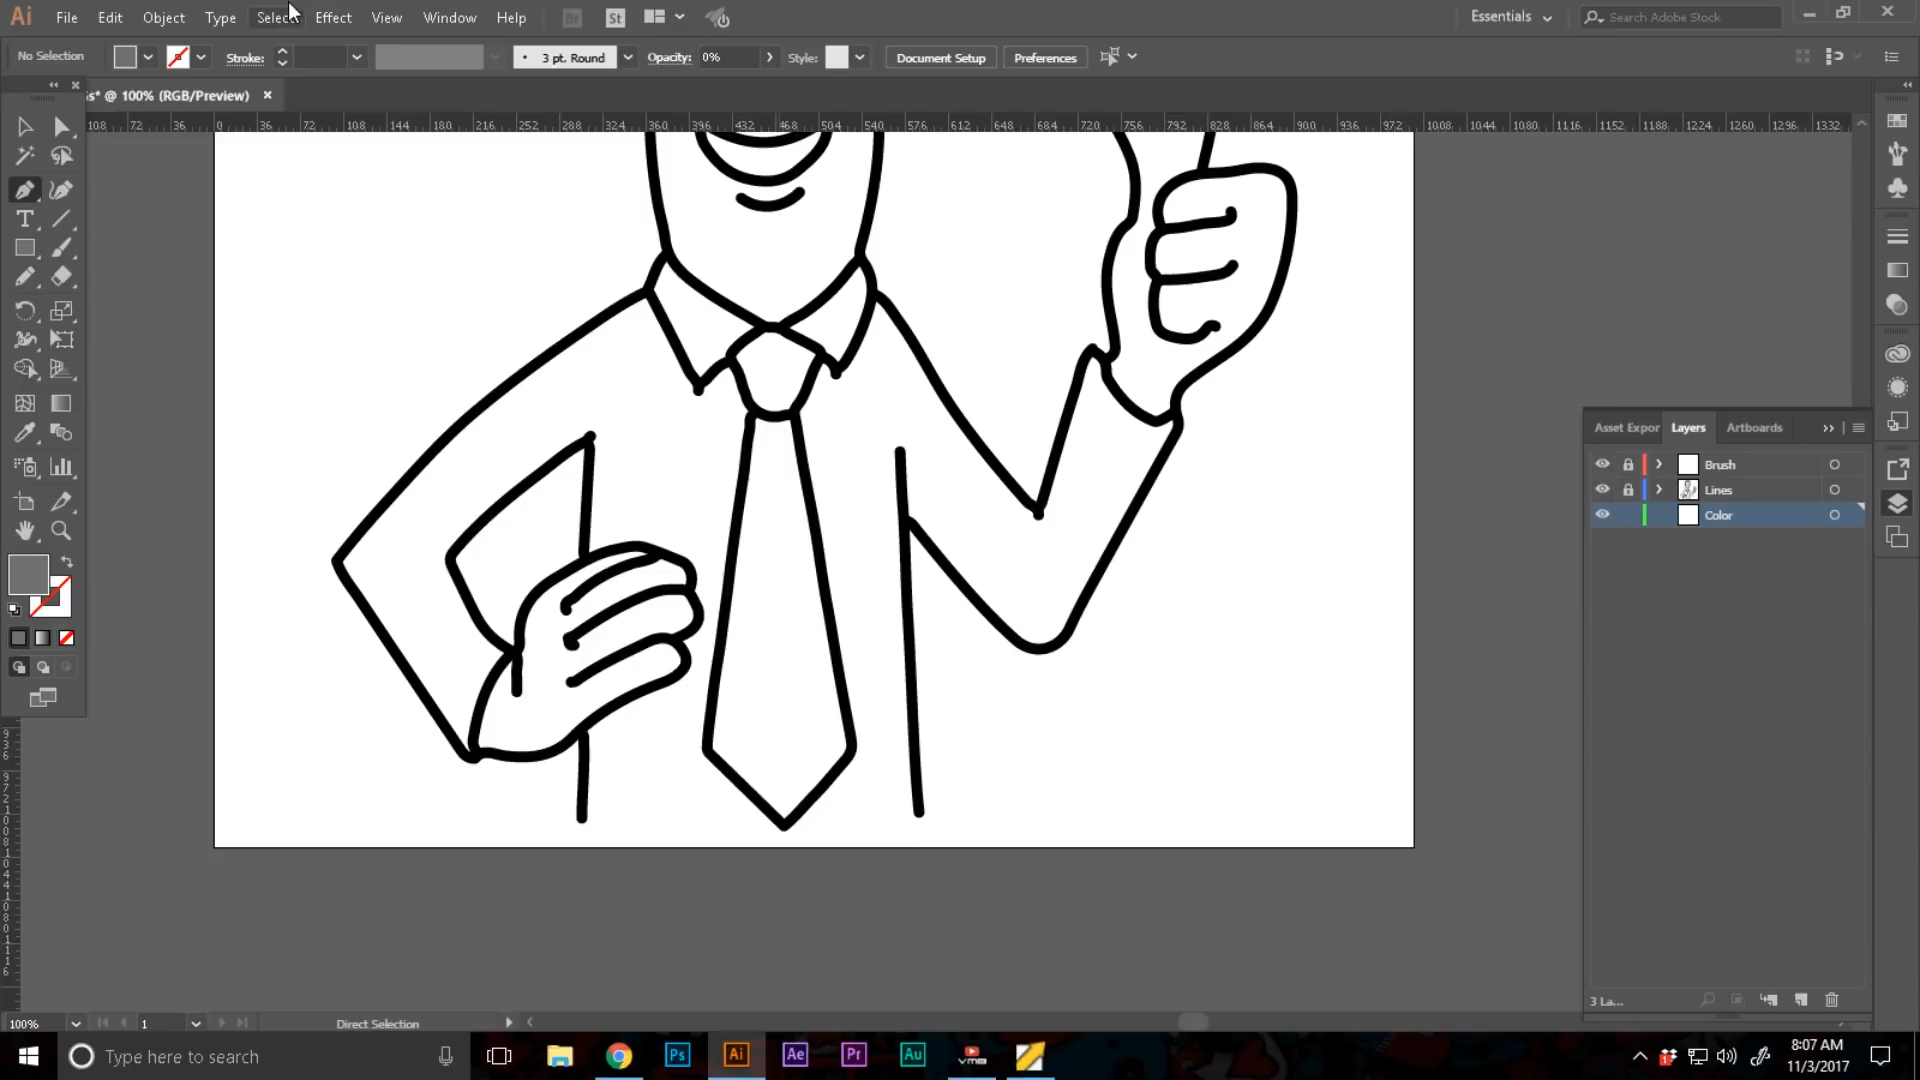 Ai File Edit Object Type Select Effect View Window Help Br St Essentials Search Adobe Stock
No Selection Stroke: 3 pt. Round Opacity: 0% Style: Document Setup Preferences
s* @ 100% (RGB/Preview)
108 72 36 0 36 72 108 144 180 216 252 288 324 360 396 432 468 504 540 576 612 648 684 720 756 792 828 864 900 936 972 1008 1044 1080 1116 1152 1188 1224 1260 1296 1332
Asset Expor Layers Artboards
Brush
Lines
Color
3 La...
100% 1 Direct Selection
Type here to search Ps Ai Ae Pr Au
8:07 AM
11/3/2017